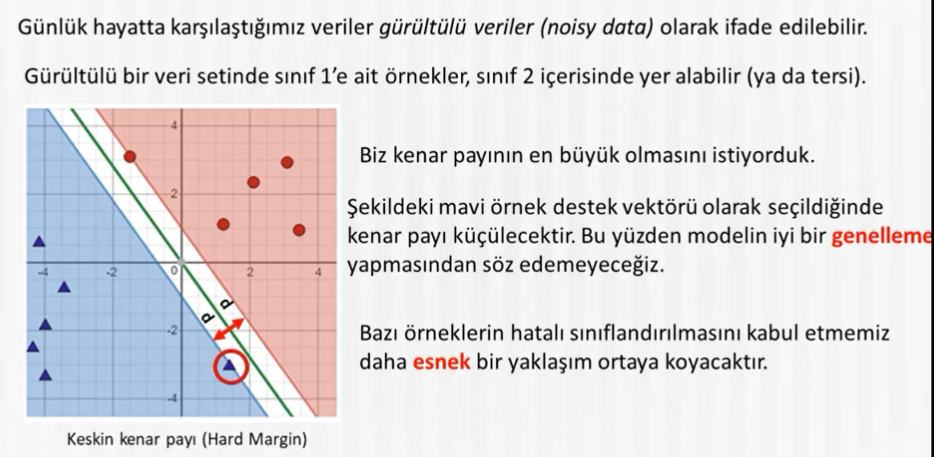 Günlük hayatta karşılaştığımız veriler gürültülü veriler (noisy data) olarak ifade edilebilir.
Gürültülü bir veri setinde sınıf 1’e ait örnekler, sınıf 2 içerisinde yer alabilir (ya da tersi).
Biz kenar payının en büyük olmasını istiyorduk.
Şekildeki mavi örnek destek vektörü olarak seçildiğinde
kenar payı küçülecektir. Bu yüzden modelin iyi bir genelleme
yapmasından söz edemeyeceğiz.
Bazı örneklerin hatalı sınıflandırılmasını kabul etmemiz
daha esnek bir yaklaşım ortaya koyacaktır.
4
2
-4 -2 0 2 4
d d
-2
-4
Keskin kenar payı (Hard Margin)